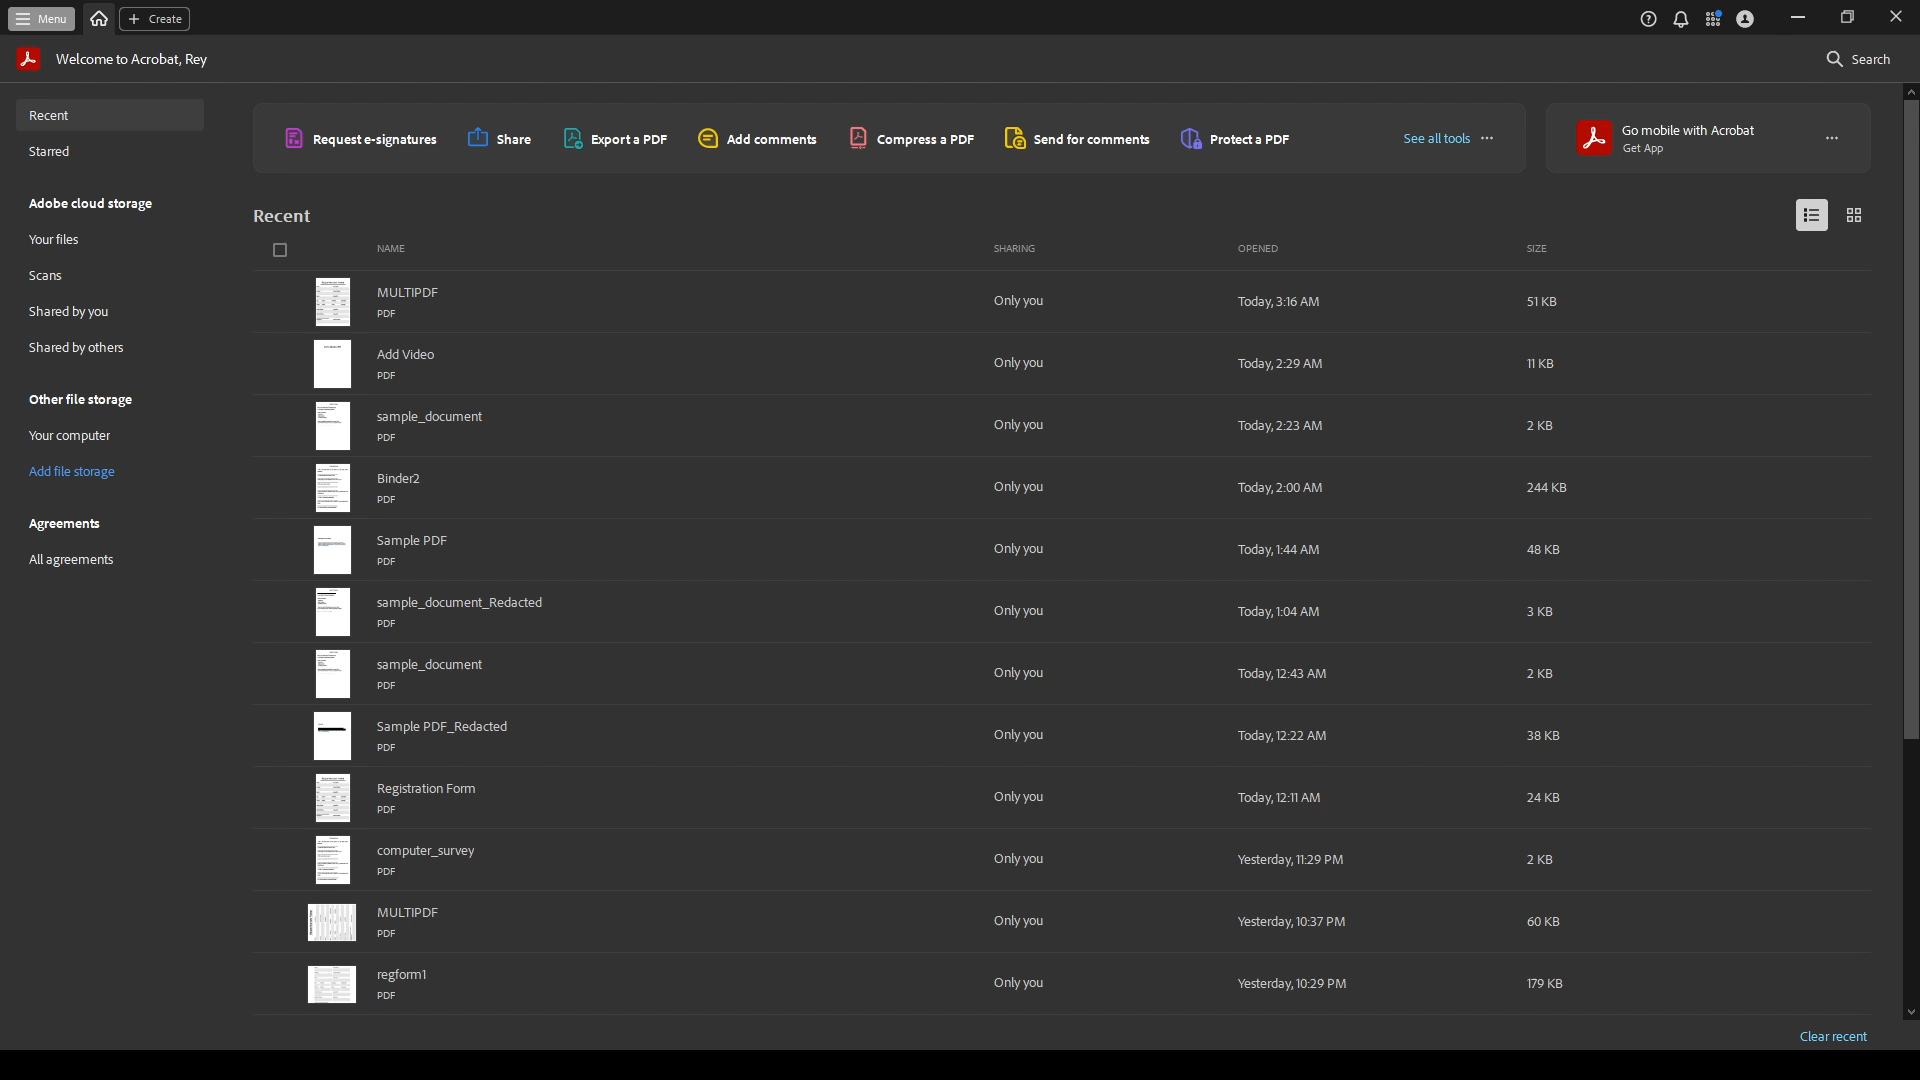 Menu
Create
Welcome to Acrobat, Rey
Search
Recent
Starred
Adobe cloud storage
Your files
Scans
Shared by you
Shared by others
Other file storage
Your computer
Add file storage
Agreements
All agreements
Request e-signatures
Share
Export a PDF
Add comments
Compress a PDF
Send for comments
Protect a PDF
See all tools
Go mobile with Acrobat
Get App
Recent
NAME SHARING OPENED SIZE
MULTIPDF
PDF
Only you
Today, 3:16 AM
51 KB
Add Video
PDF
Only you
Today, 2:29 AM
11 KB
sample_document
PDF
Only you
Today, 2:23 AM
2 KB
Binder2
PDF
Only you
Today, 2:00 AM
244 KB
Sample PDF
PDF
Only you
Today, 1:44 AM
48 KB
sample_document_Redacted
PDF
Only you
Today, 1:04 AM
3 KB
sample_document
PDF
Only you
Today, 12:43 AM
2 KB
Sample PDF_Redacted
PDF
Only you
Today, 12:22 AM
38 KB
Registration Form
PDF
Only you
Today, 12:11 AM
24 KB
computer_survey
PDF
Only you
Yesterday, 11:29 PM
2 KB
MULTIPDF
PDF
Only you
Yesterday, 10:37 PM
60 KB
regform1
PDF
Only you
Yesterday, 10:29 PM
179 KB
Clear recent